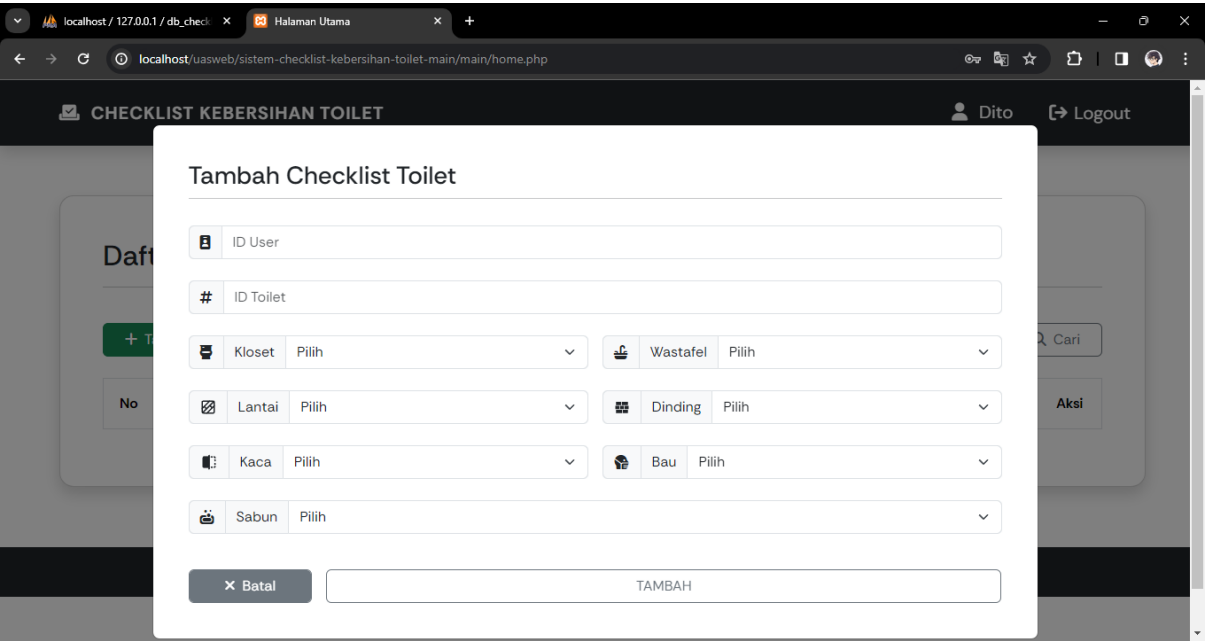 localhost / 127.0.0.1 / db_check
Halaman Utama
localhost/uasweb/sistem-checklist-kebersihan-toilet-main/main/home.php
CHECKLIST KEBERSIHAN TOILET
Dito
Logout
Tambah Checklist Toilet
Daft
ID User
# ID Toilet
+ T
Kloset Pilih
Wastafel Pilih
Cari
No
Lantai Pilih
Dinding Pilih
Aksi
Kaca Pilih
Bau Pilih
Sabun Pilih
× Batal
TAMBAH